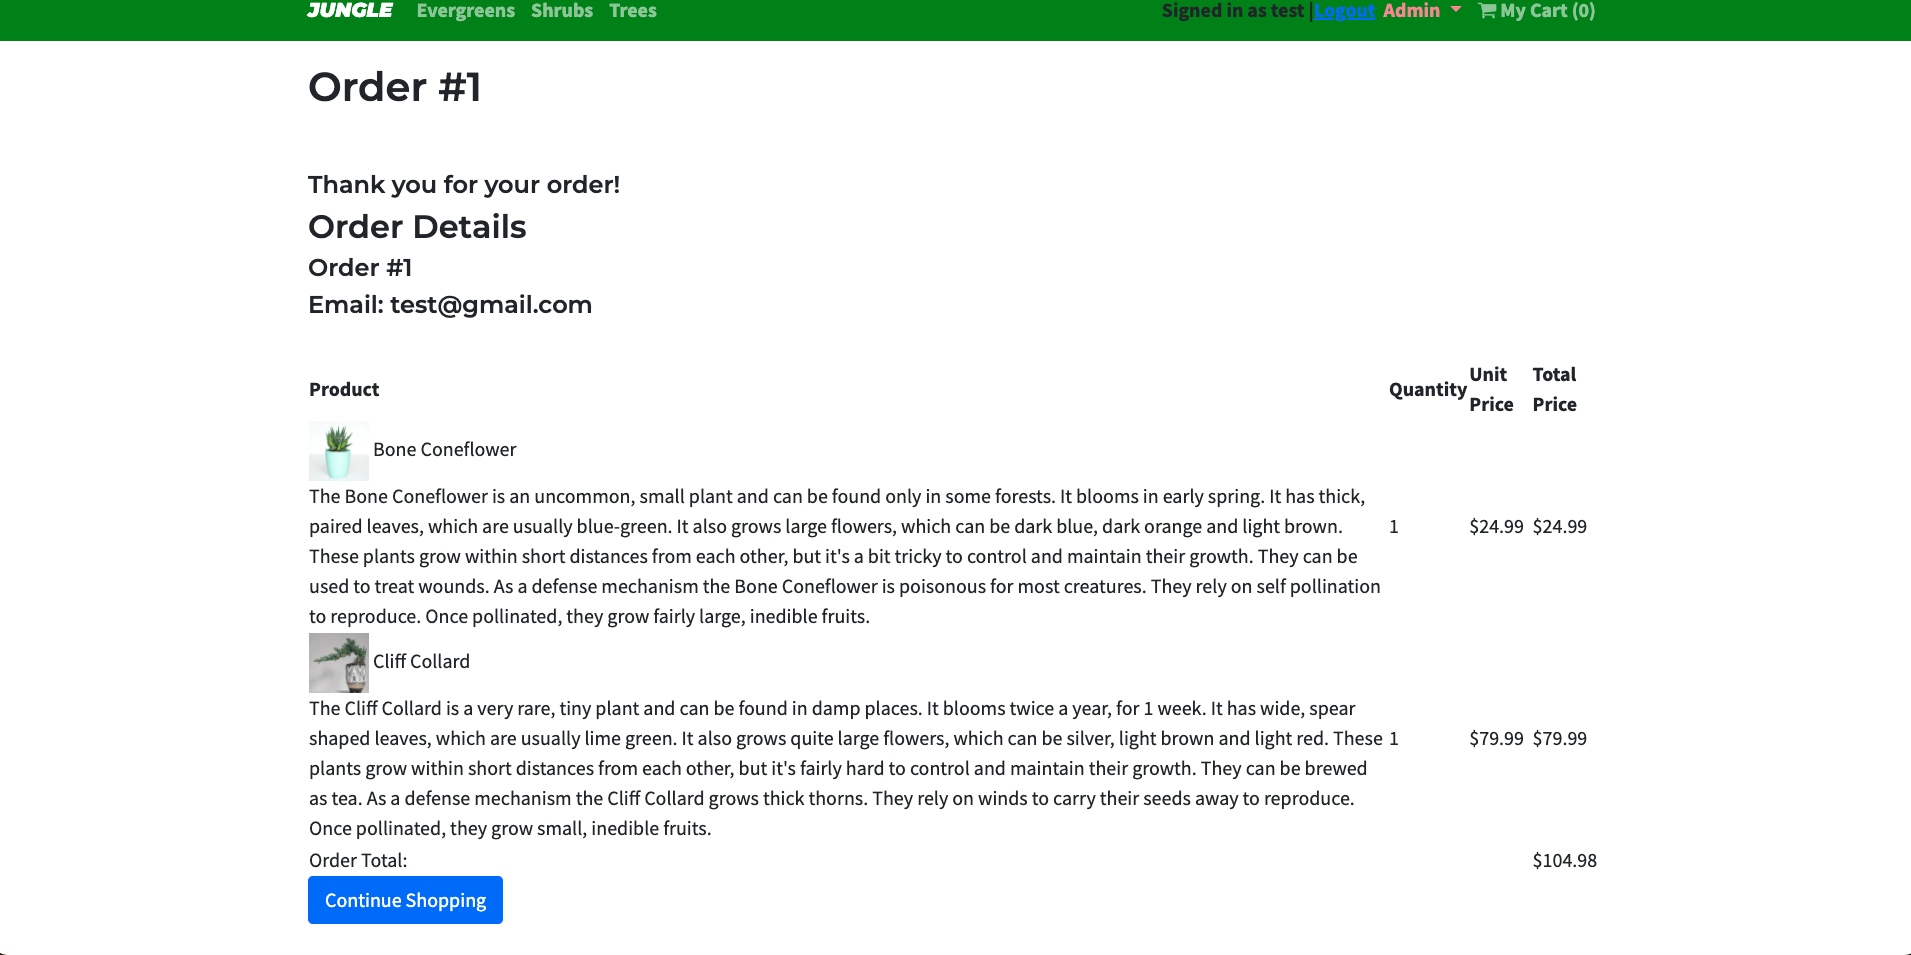 JUNGLE Evergreens Shrubs Trees Signed in as test |Logout Admin My Cart (0)
Order #1
Thank you for your order!
Order Details
Order #1
Email: test@gmail.com
Product Quantity Unit Price Total Price
Bone Coneflower
The Bone Coneflower is an uncommon, small plant and can be found only in some forests. It blooms in early spring. It has thick,
paired leaves, which are usually blue-green. It also grows large flowers, which can be dark blue, dark orange and light brown. 1 $24.99 $24.99
These plants grow within short distances from each other, but it's a bit tricky to control and maintain their growth. They can be
used to treat wounds. As a defense mechanism the Bone Coneflower is poisonous for most creatures. They rely on self pollination
to reproduce. Once pollinated, they grow fairly large, inedible fruits.
Cliff Collard
The Cliff Collard is a very rare, tiny plant and can be found in damp places. It blooms twice a year, for 1 week. It has wide, spear
shaped leaves, which are usually lime green. It also grows quite large flowers, which can be silver, light brown and light red. These 1 $79.99 $79.99
plants grow within short distances from each other, but it's fairly hard to control and maintain their growth. They can be brewed
as tea. As a defense mechanism the Cliff Collard grows thick thorns. They rely on winds to carry their seeds away to reproduce.
Once pollinated, they grow small, inedible fruits.
Order Total: $104.98
Continue Shopping